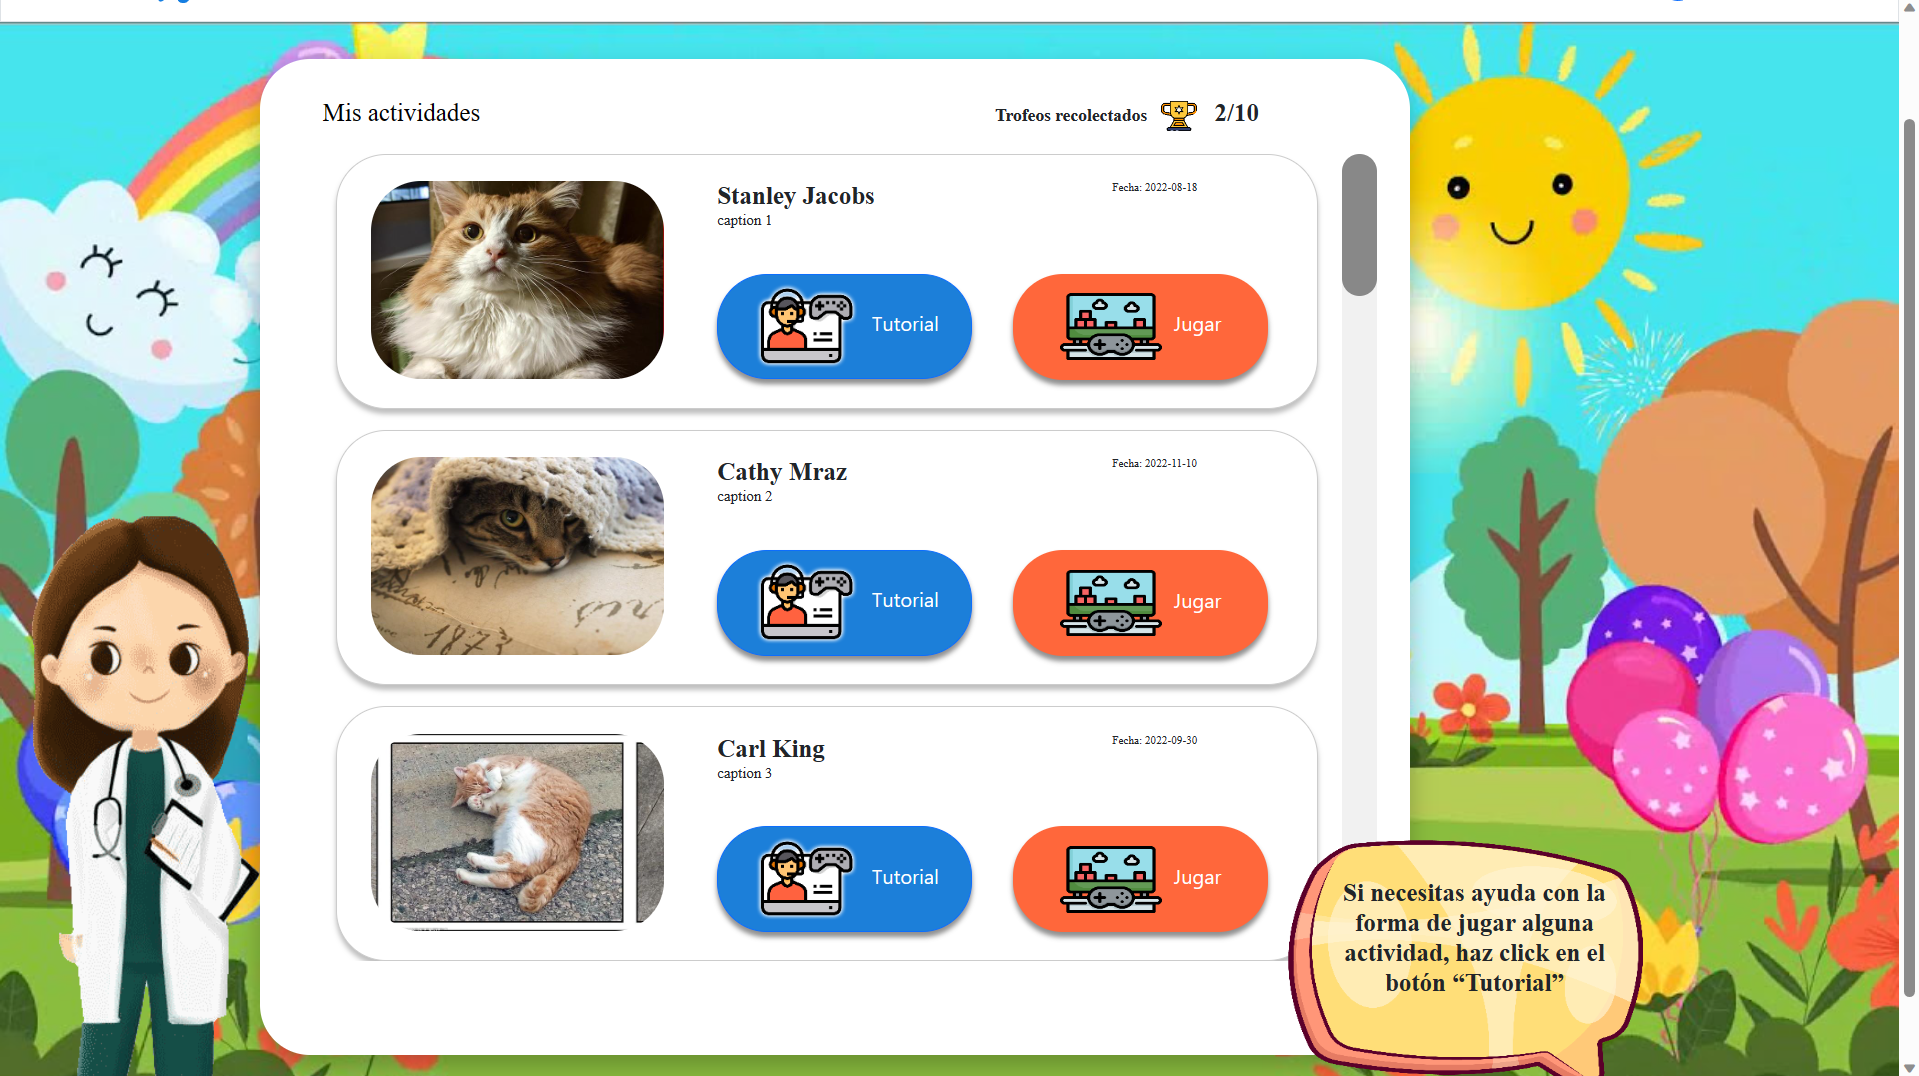 Mis actividades
Trofeos recolectados 2/10
Stanley Jacobs
Fecha: 2022-08-18
caption 1
Tutorial
Jugar
Cathy Mraz
Fecha: 2022-11-10
caption 2
Tutorial
Jugar
1873
Carl King
Fecha: 2022-09-30
caption 3
Tutorial
Jugar
Si necesitas ayuda con la
forma de jugar alguna
actividad, haz click en el
botón “Tutorial”